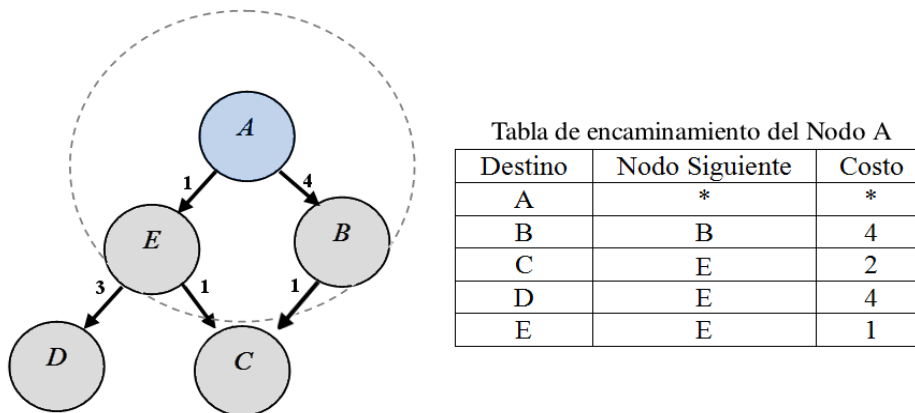 A
1
4
E
B
3
1
1
D
C
Tabla de encaminamiento del Nodo A
Destino Nodo Siguiente Costo
A * *
B B 4
C E 2
D E 4
E E 1